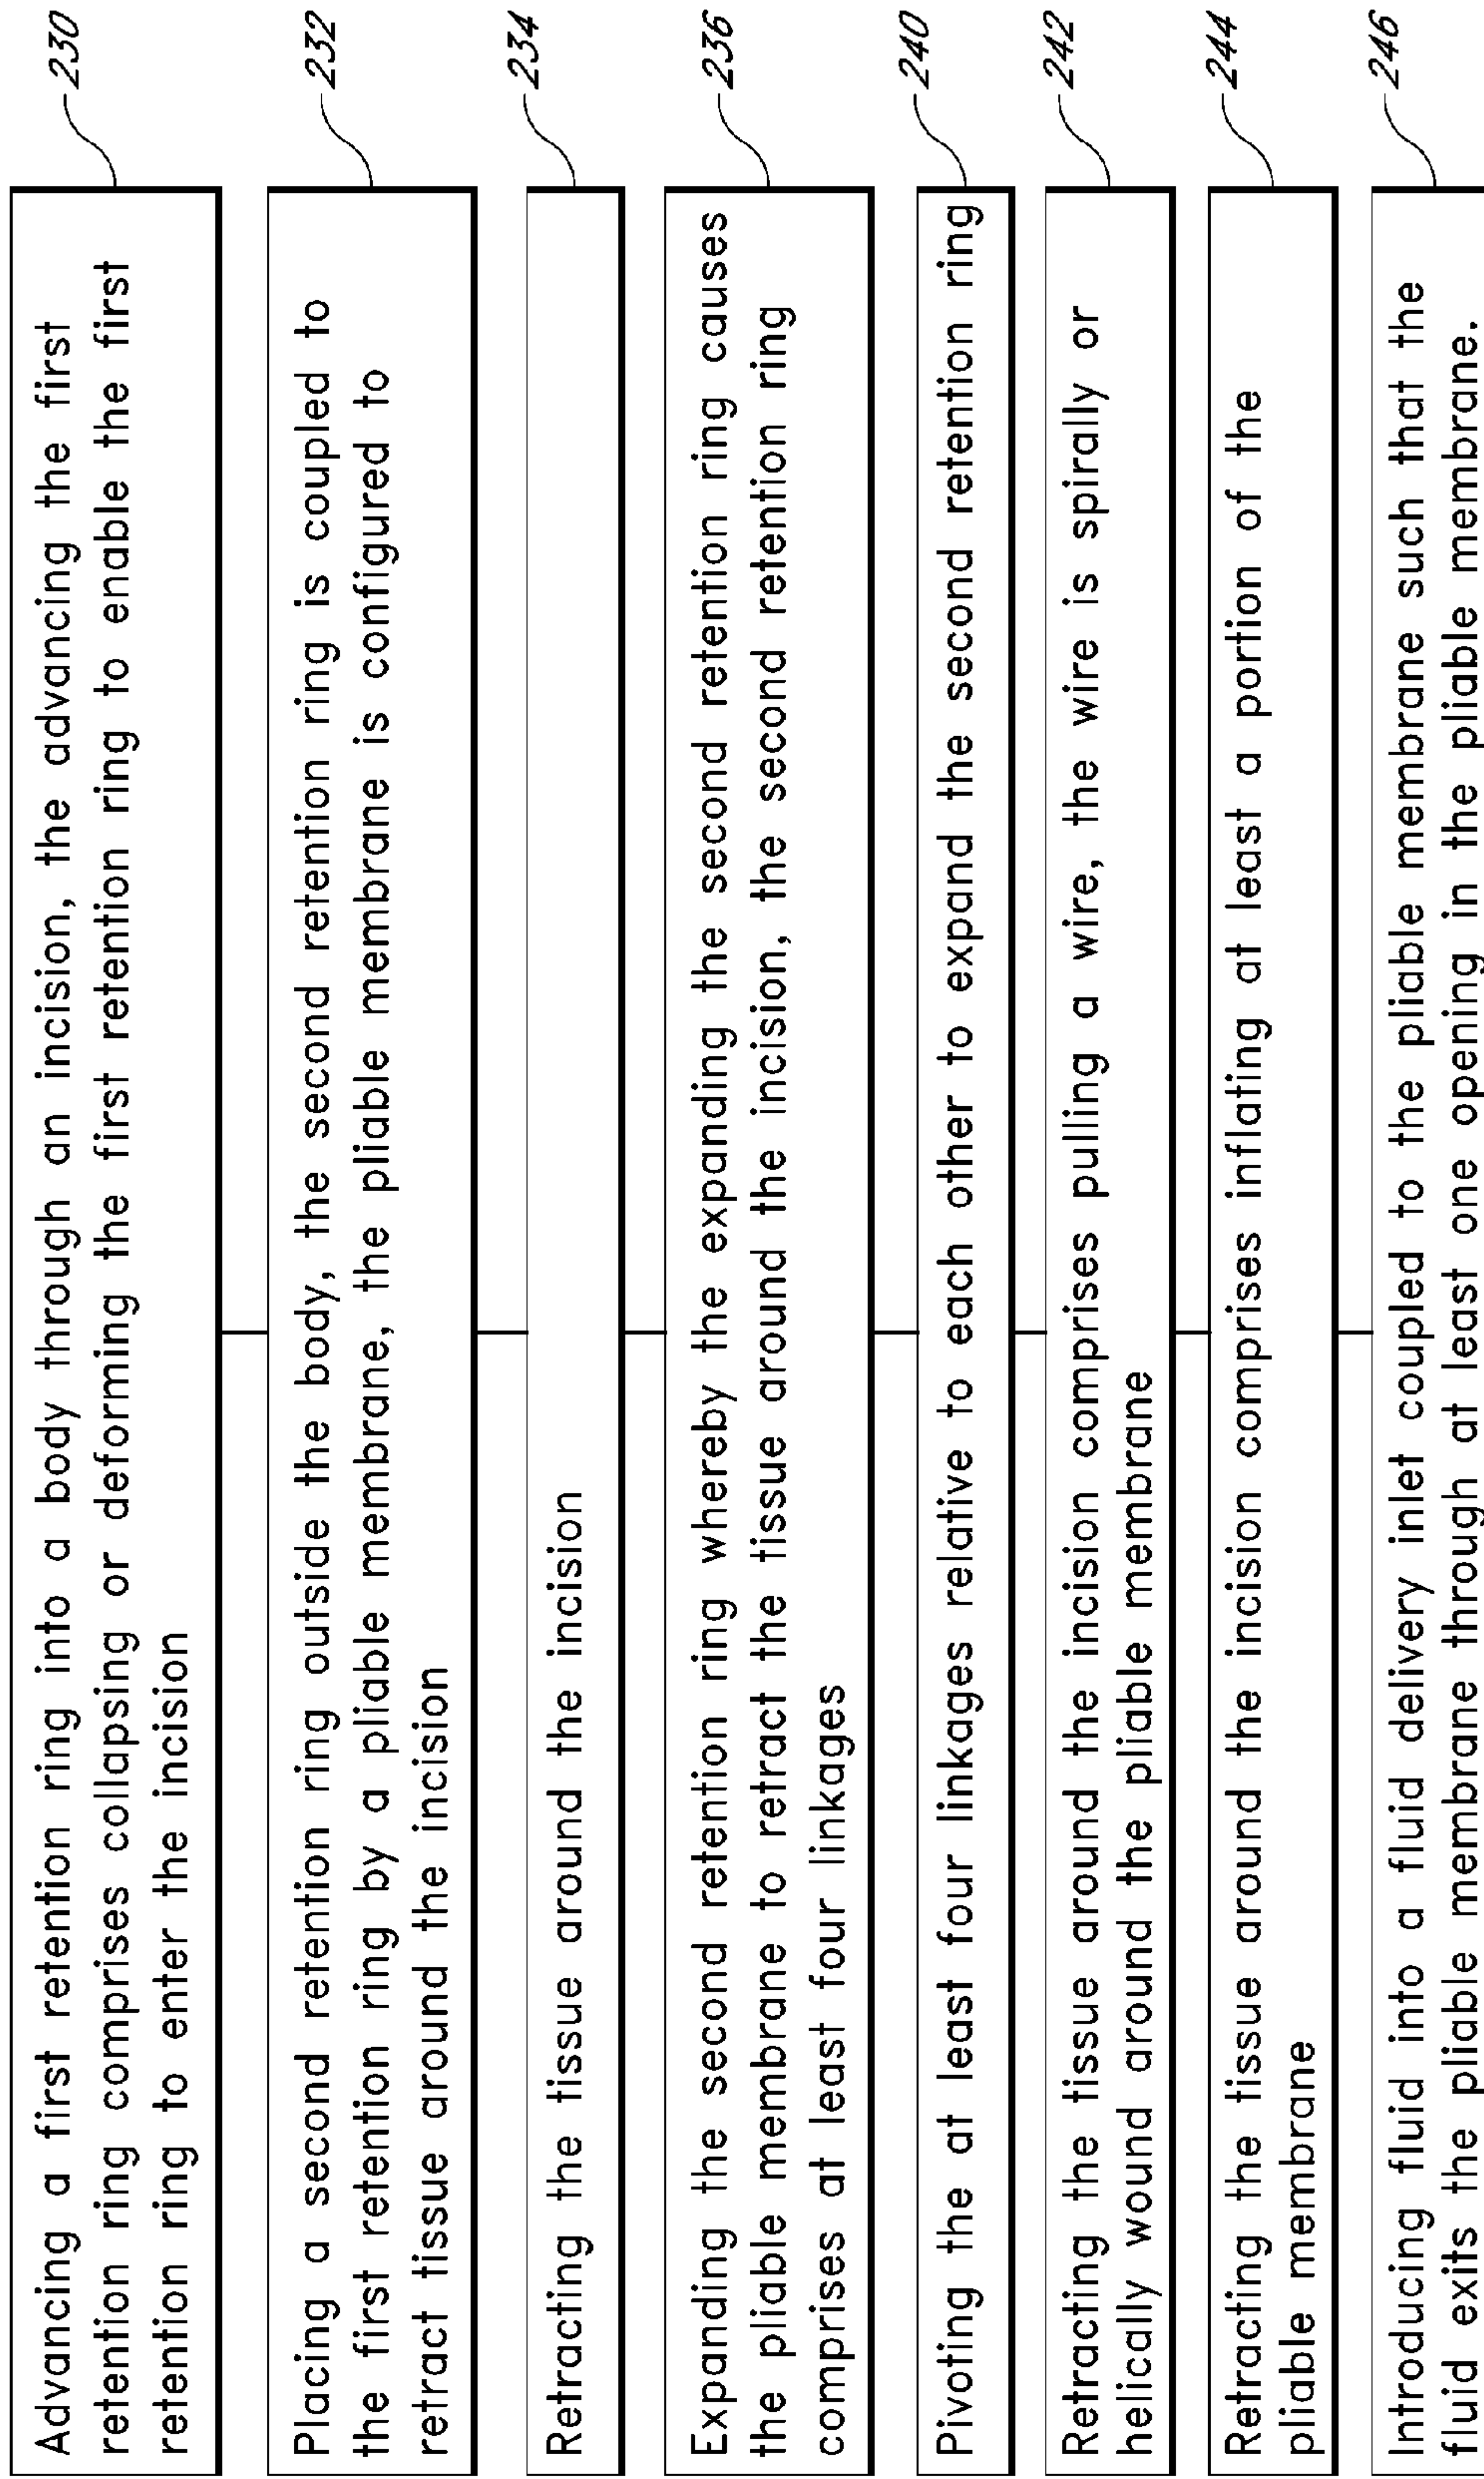 Advancing a first retention ring into a body through an incision, the advancing the first
retention ring comprises collapsing or deforming the first retention ring to enable the first
retention ring to enter the incision
230
Placing a second retention ring outside the body, the second retention ring is coupled to
the first retention ring by a pliable membrane, the pliable membrane is configured to
retract tissue around the incision
232
Retracting the tissue around the incision
234
Expanding the second retention ring whereby the expanding the second retention ring causes
the pliable membrane to retract the tissue around the incision, the second retention ring
comprises at least four linkages
236
Pivoting the at least four linkages relative to each other to expand the second retention ring
240
Retracting the tissue around the incision comprises pulling a wire, the wire is spirally or
helically wound around the pliable membrane
242
Retracting the tissue around the incision comprises inflating at least a portion of the
pliable membrane
244
Introducing fluid into a fluid delivery inlet coupled to the pliable membrane such that the
fluid exits the pliable membrane through at least one opening in the pliable membrane.
246